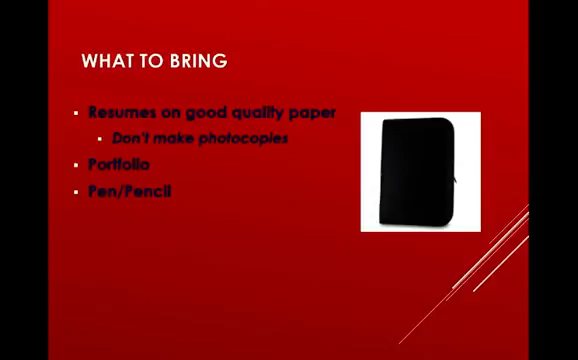 WHAT TO BRING
Resumes on good quality paper
Don't make photocopies
Portfolio
Pen/Pencil